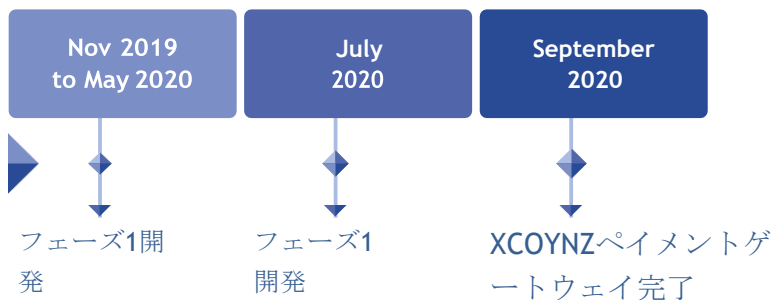 Nov 2019
to May 2020
July
2020
September
2020
フェーズ1開
発
フェーズ1
開発
XCOYNZペイメントゲ
ートウェイ完了